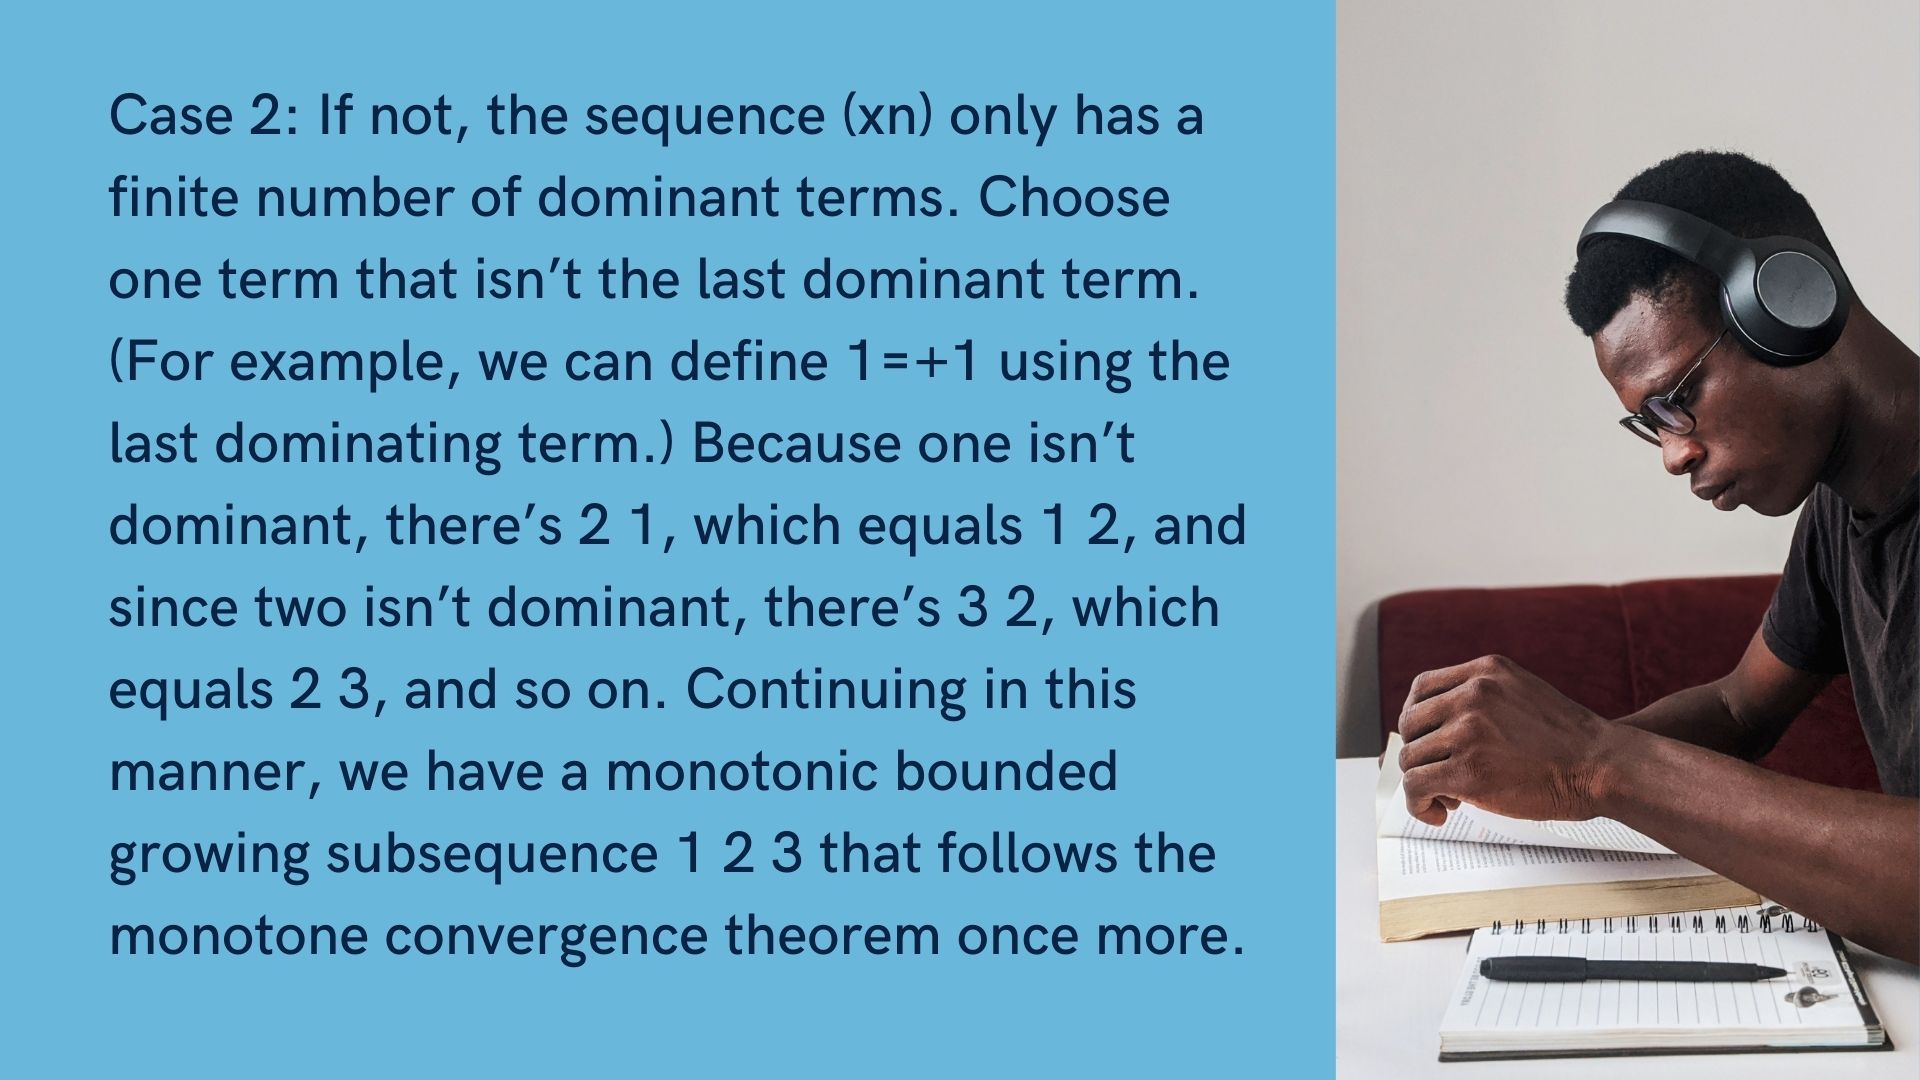 Case 2: If not, the sequence (xn) only has a
finite number of dominant terms. Choose
one term that isn’t the last dominant term.
(For example, we can define 1=+1 using the
last dominating term.) Because one isn’t
dominant, there’s 2 1, which equals 1 2, and
since two isn’t dominant, there’s 3 2, which
equals 2 3, and so on. Continuing in this
manner, we have a monotonic bounded
growing subsequence 1 2 3 that follows the
monotone convergence theorem once more.